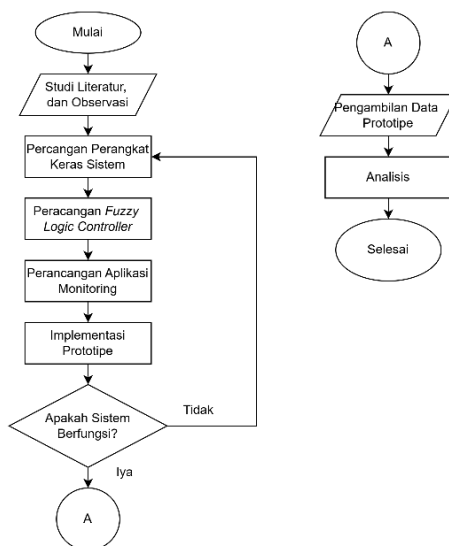 Mulai
Studi Literatur,
dan Observasi
Percangan Perangkat
Keras Sistem
Peracangan Fuzzy
Logic Controller
Perancangan Aplikasi
Monitoring
Implementasi
Prototipe
Apakah Sistem
Berfungsi?
Tidak
Iya
A
A
Pengambilan Data
Prototipe
Analisis
Selesai